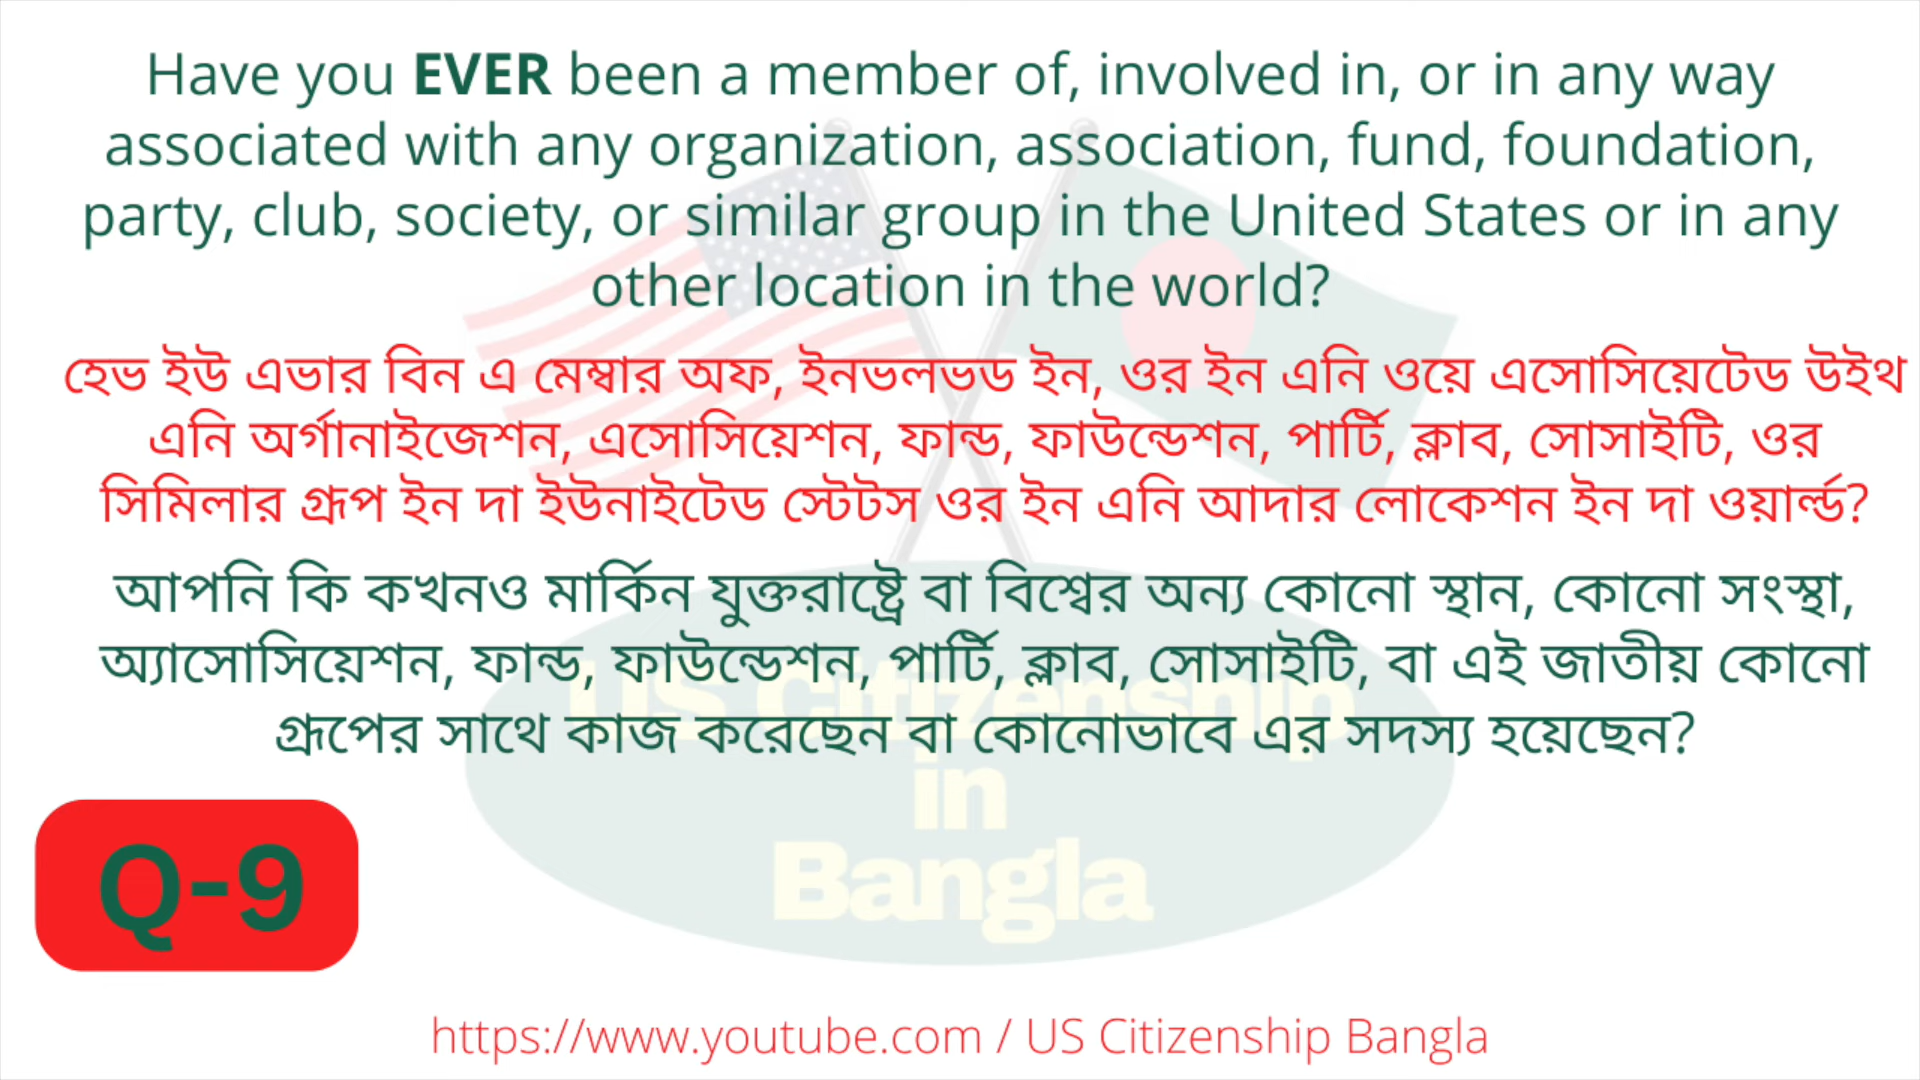 Have you EVER been a member of, involved in, or in any way
associated with any organization, association, fund, foundation,
party, club, society, or similar group in the United States or in any
other location in the world?
হেভ ইউ এভার বিন এ মেম্বার অফ, ইনভলভড ইন, ওর ইন এনি ওয়ে এসোসিয়েটেড উইথ
এনি অর্গানাইজেশন, এসোসিয়েশন, ফান্ড, ফাউন্ডেশন, পার্টি, ক্লাব, সোসাইটি, ওর
সিমিলার গ্রূপ ইন দা ইউনাইটেড স্টেটস ওর ইন এনি আদার লোকেশন ইন দা ওয়ার্ল্ড?
আপনি কি কখনও মার্কিন যুক্তরাষ্ট্রে বা বিশ্বের অন্য কোনো স্থান, কোনো সংস্থা,
অ্যাসোসিয়েশন, ফান্ড, ফাউন্ডেশন, পার্টি, ক্লাব, সোসাইটি, বা এই জাতীয় কোনো
গ্রূপের সাথে কাজ করেছেন বা কোনোভাবে এর সদস্য হয়েছেন?
US Citizenship
in
Bangla
Q-9
https://www.youtube.com / US Citizenship Bangla